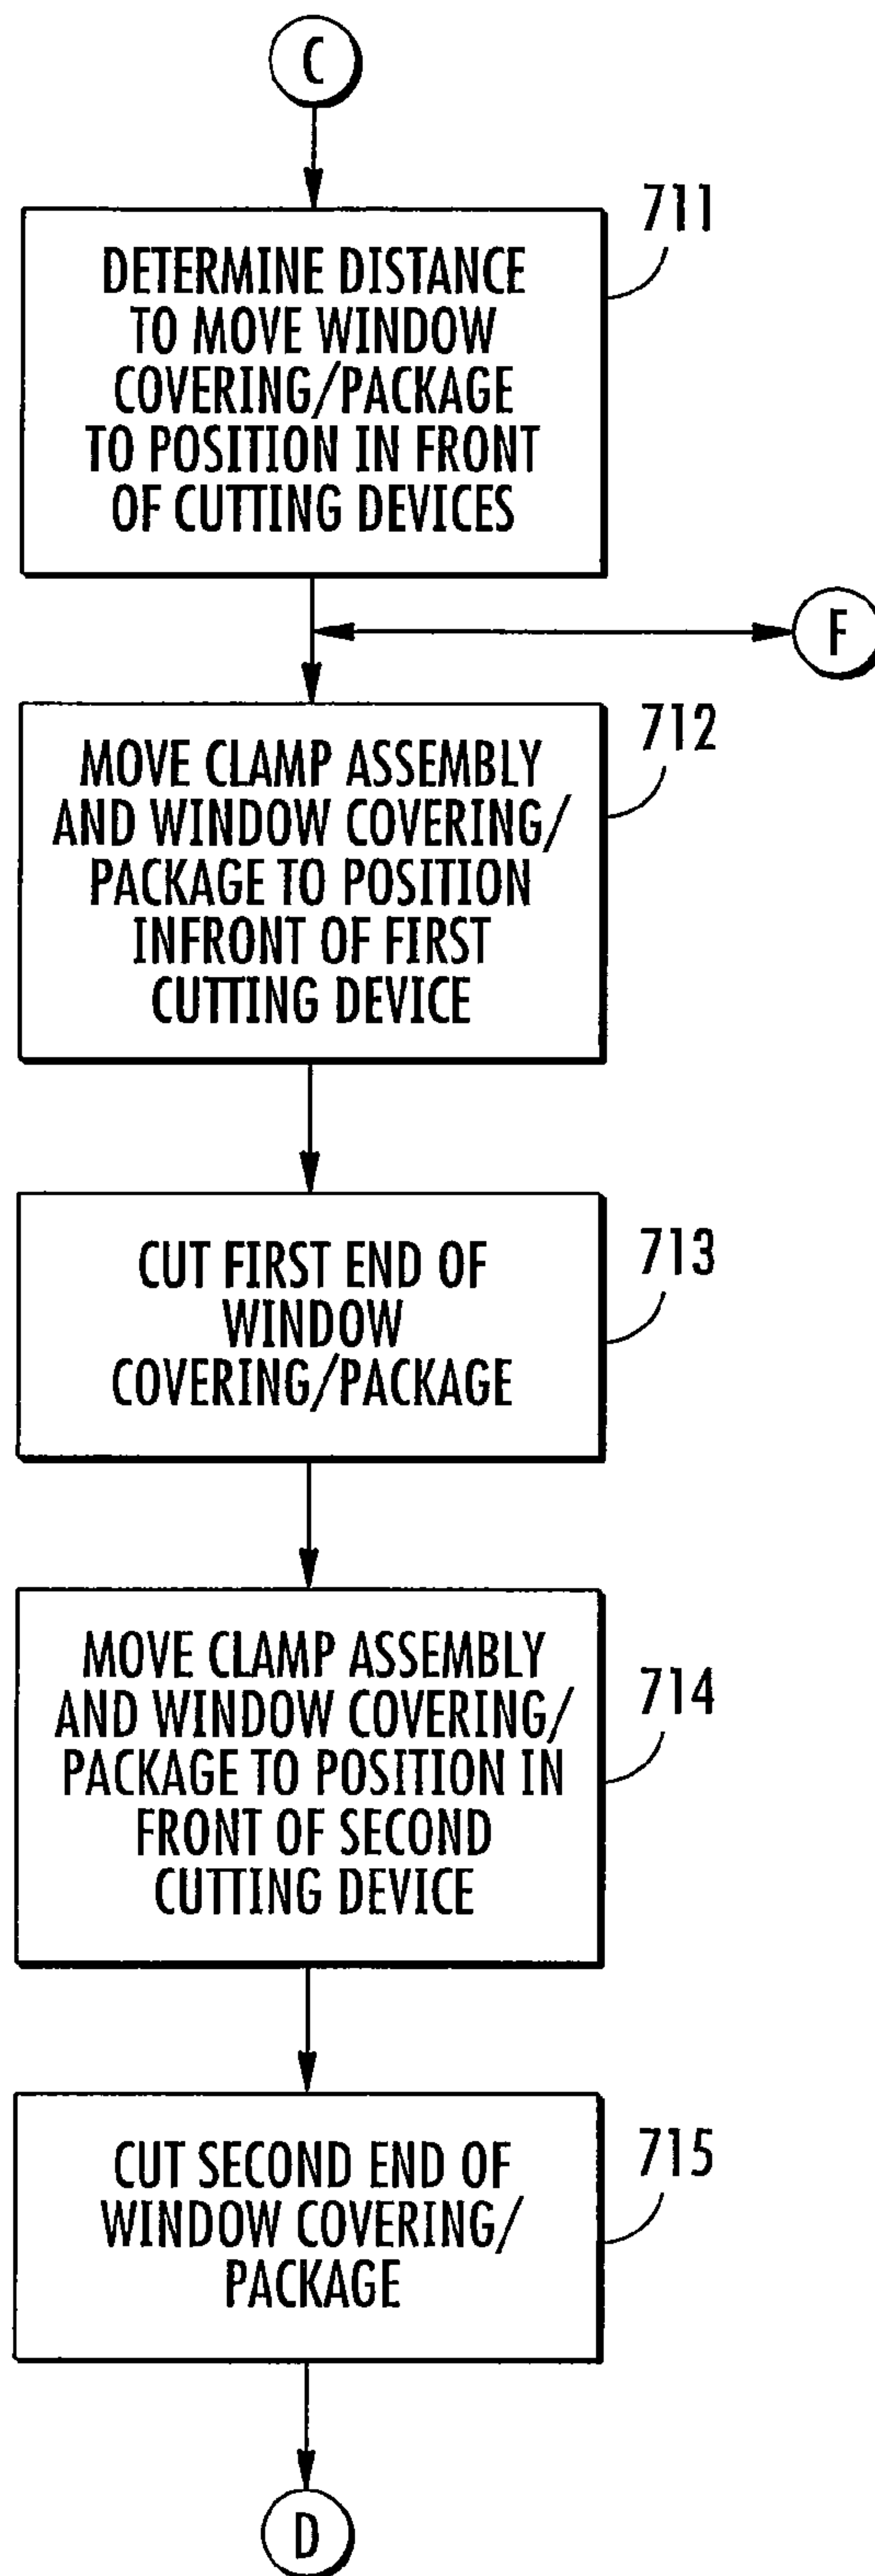 C
711
DETERMINE DISTANCE
TO MOVE WINDOW
COVERING/PACKAGE
TO POSITION IN FRONT
OF CUTTING DEVICES
F
712
MOVE CLAMP ASSEMBLY
AND WINDOW COVERING/
PACKAGE TO POSITION
INFRONT OF FIRST
CUTTING DEVICE
713
CUT FIRST END OF
WINDOW
COVERING/PACKAGE
714
MOVE CLAMP ASSEMBLY
AND WINDOW COVERING/
PACKAGE TO POSITION IN
FRONT OF SECOND
CUTTING DEVICE
715
CUT SECOND END OF
WINDOW COVERING/
PACKAGE
D